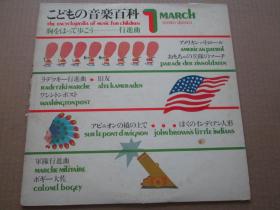 こどもの音楽百科
the encyclopedia of music for children
胸をはって歩こう——行進曲
1 MARCH
アメリカン・パトロール
AMERICAN PATROL
おもちゃの兵隊のマーチ
PARADE DER ZINNSOLDATEN
ラデツキー行進曲
RADETZKI MARCHE
旧友
ALTE KAMERADEN
ワシントン・ポスト
WASHINGTON POST
アビニオンの橋の上で
SUR LE PONT D'AVIGNON
ぼくのインディアン人形
JOHN BROWN'S LITTLE INDIANS
軍隊行進曲
MARCHE MILITAIRE
ボギー大佐
COLONEL BOGEY